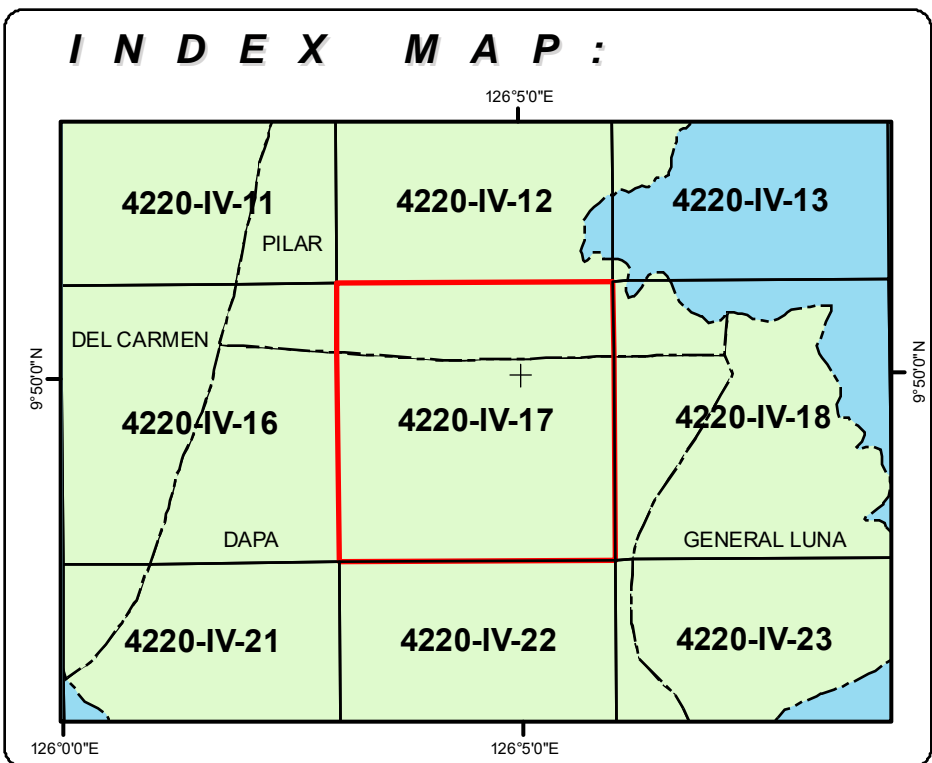 INDEX MAP:
126°5'0"E
4220-IV-11
4220-IV-12
4220-IV-13
PILAR
DEL CARMEN
9°50'0"N
9°50'0"N
4220-IV-16
4220-IV-17
4220-IV-18
DAPA
GENERAL LUNA
4220-IV-21
4220-IV-22
4220-IV-23
126°0'0"E
126°5'0"E